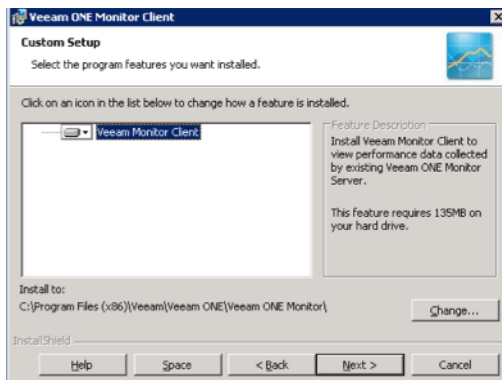 Veeam ONE Monitor Client
Custom Setup
Select the program features you want installed.
Click on an icon in the list below to change how a feature is installed.
Veeam Monitor Client
Feature Description
Install Veeam Monitor Client to
view performance data collected
by existing Veeam ONE Monitor
Server.
This feature requires 135MB on
your hard drive.
Install to:
C:\Program Files (x86)\Veeam\Veeam ONE\Veeam ONE Monitor\
Change...
InstallShield
Help Space < Back Next > Cancel